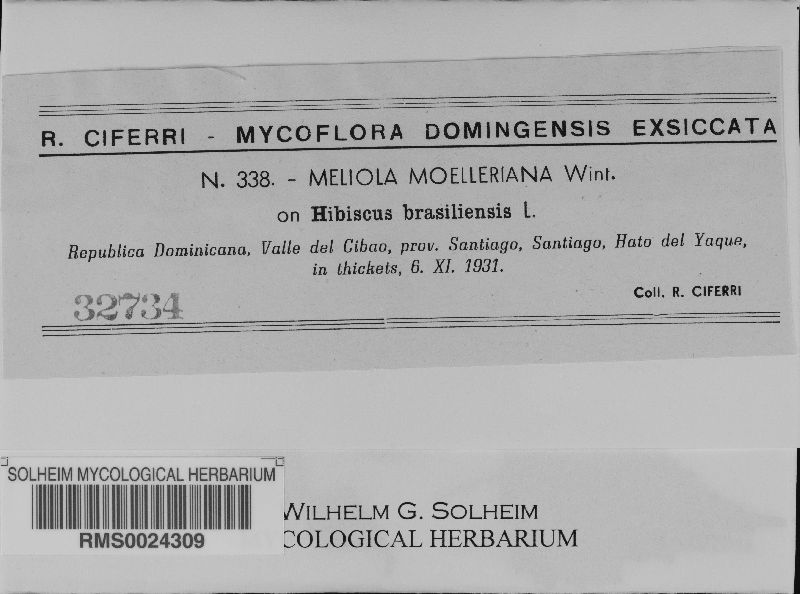 R. CIFERRI - MYCOFLORA DOMINGENSIS EXSICCATA
N. 338. - MELIOLA MOELLERIANA Wint.
on Hibiscus brasiliensis L.
Republica Dominicana, Valle del Cibao, prov. Santiago, Santiago, Hato del Yaque,
in thickets, 6. XI. 1931.
Coll. R. CIFERRI
32734
SOLHEIM MYCOLOGICAL HERBARIUM
RMS0024309
WILHELM G. SOLHEIM
COLOGICAL HERBARIUM